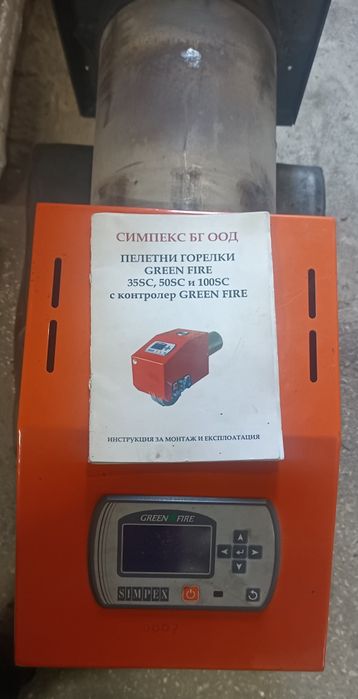 СИМПЕКС БГ ООД
ПЕЛЕТНИ ГОРЕЛКИ
GREEN FIRE
35SC, 50SC и 100SC
с контролер GREEN FIRE
ИНСТРУКЦИЯ ЗА МОНТАЖ И ЕКСПЛОАТАЦИЯ
GREEN FIRE
SIMPEX